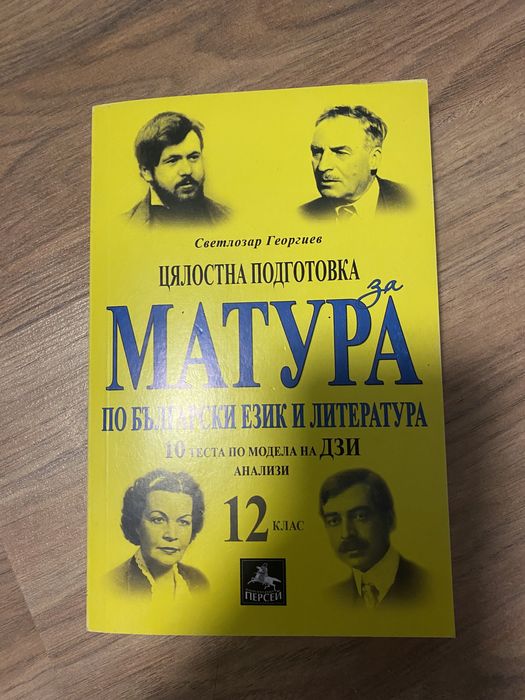 Светлозар Георгиев
ЦЯЛОСТНА ПОДГОТОВКА
за
МАТУРА
ПО БЪЛГАРСКИ ЕЗИК И ЛИТЕРАТУРА
10 ТЕСТА ПО МОДЕЛА НА ДЗИ
АНАЛИЗИ
12 КЛАС
ПЕРСЕЙ